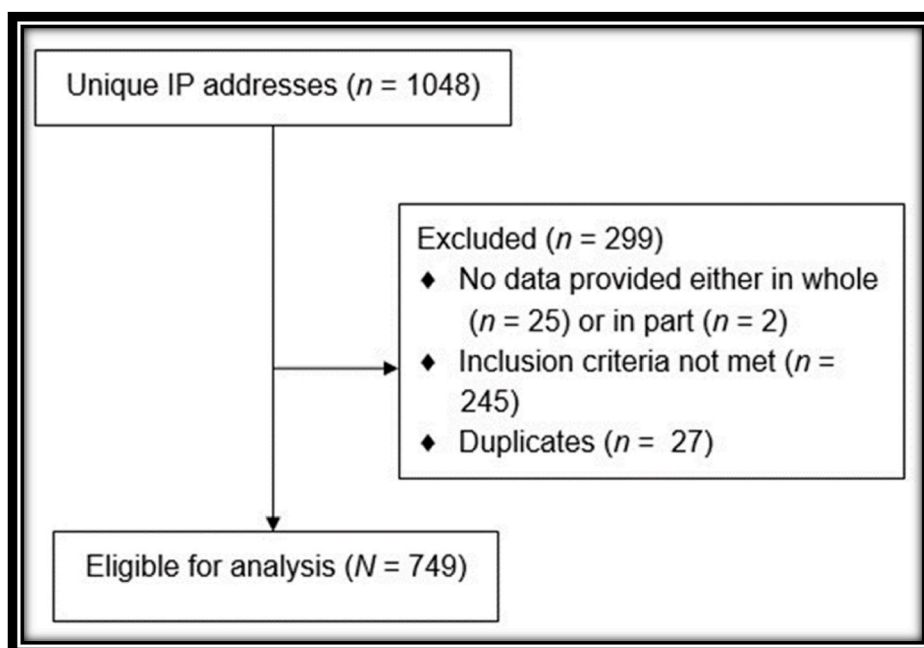 Unique IP addresses (n = 1048)
Excluded (n = 299)
♦ No data provided either in whole
(n = 25) or in part (n = 2)
♦ Inclusion criteria not met (n =
245)
♦ Duplicates (n = 27)
Eligible for analysis (N = 749)